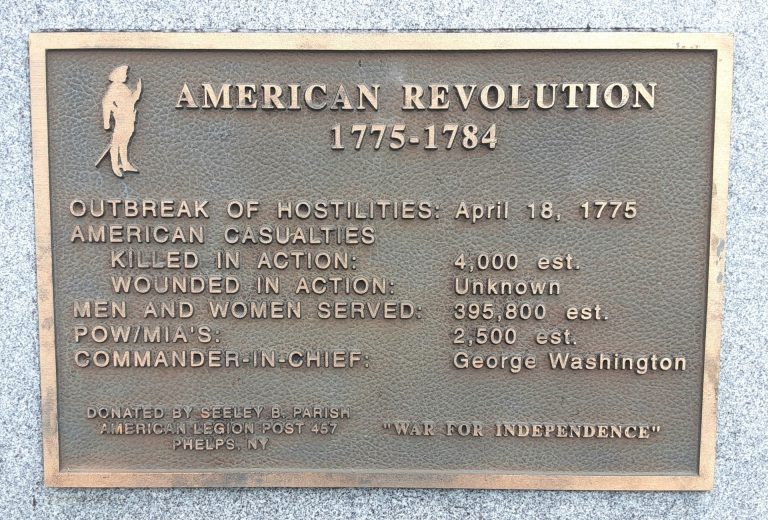 AMERICAN REVOLUTION
1775-1784
OUTBREAK OF HOSTILITIES: April 18, 1775
AMERICAN CASUALTIES
KILLED IN ACTION: 4,000 est.
WOUNDED IN ACTION: Unknown
MEN AND WOMEN SERVED: 395,800 est.
POW/MIA'S: 2,500 est.
COMMANDER-IN-CHIEF: George Washington
DONATED BY SEELEY B. PARISH
AMERICAN LEGION POST 457
PHELPS, NY
"WAR FOR INDEPENDENCE"